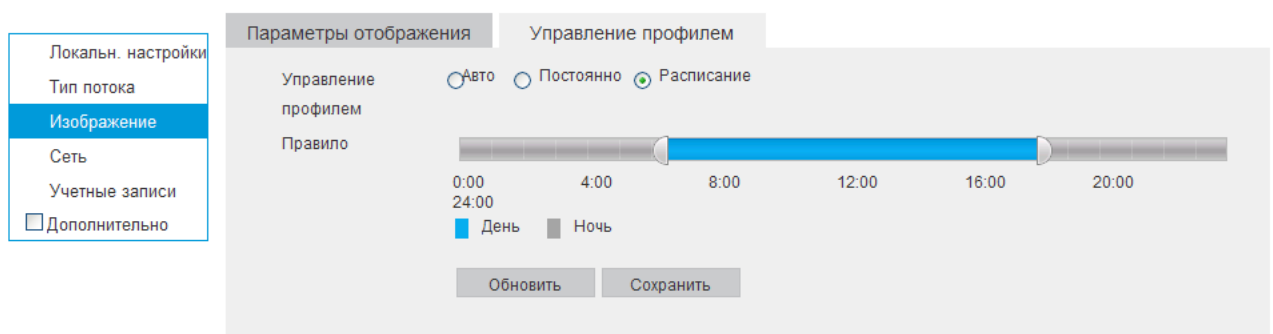 Локальн. настройки
Тип потока
Изображение
Сеть
Учетные записи
Дополнительно
Параметры отображения Управление профилем
Управление профилем
Авто Постоянно Расписание
Правило
0:00 4:00 8:00 12:00 16:00 20:00
24:00
День Ночь
Обновить Сохранить